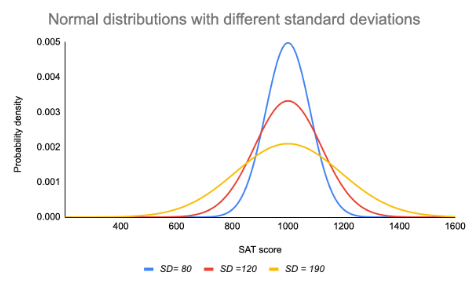 Normal distributions with different standard deviations
0.005
0.004
0.003
0.002
0.001
0.000
Probability density
400 600 800 1000 1200 1400 1600
SAT score
SD= 80 SD =120 SD = 190